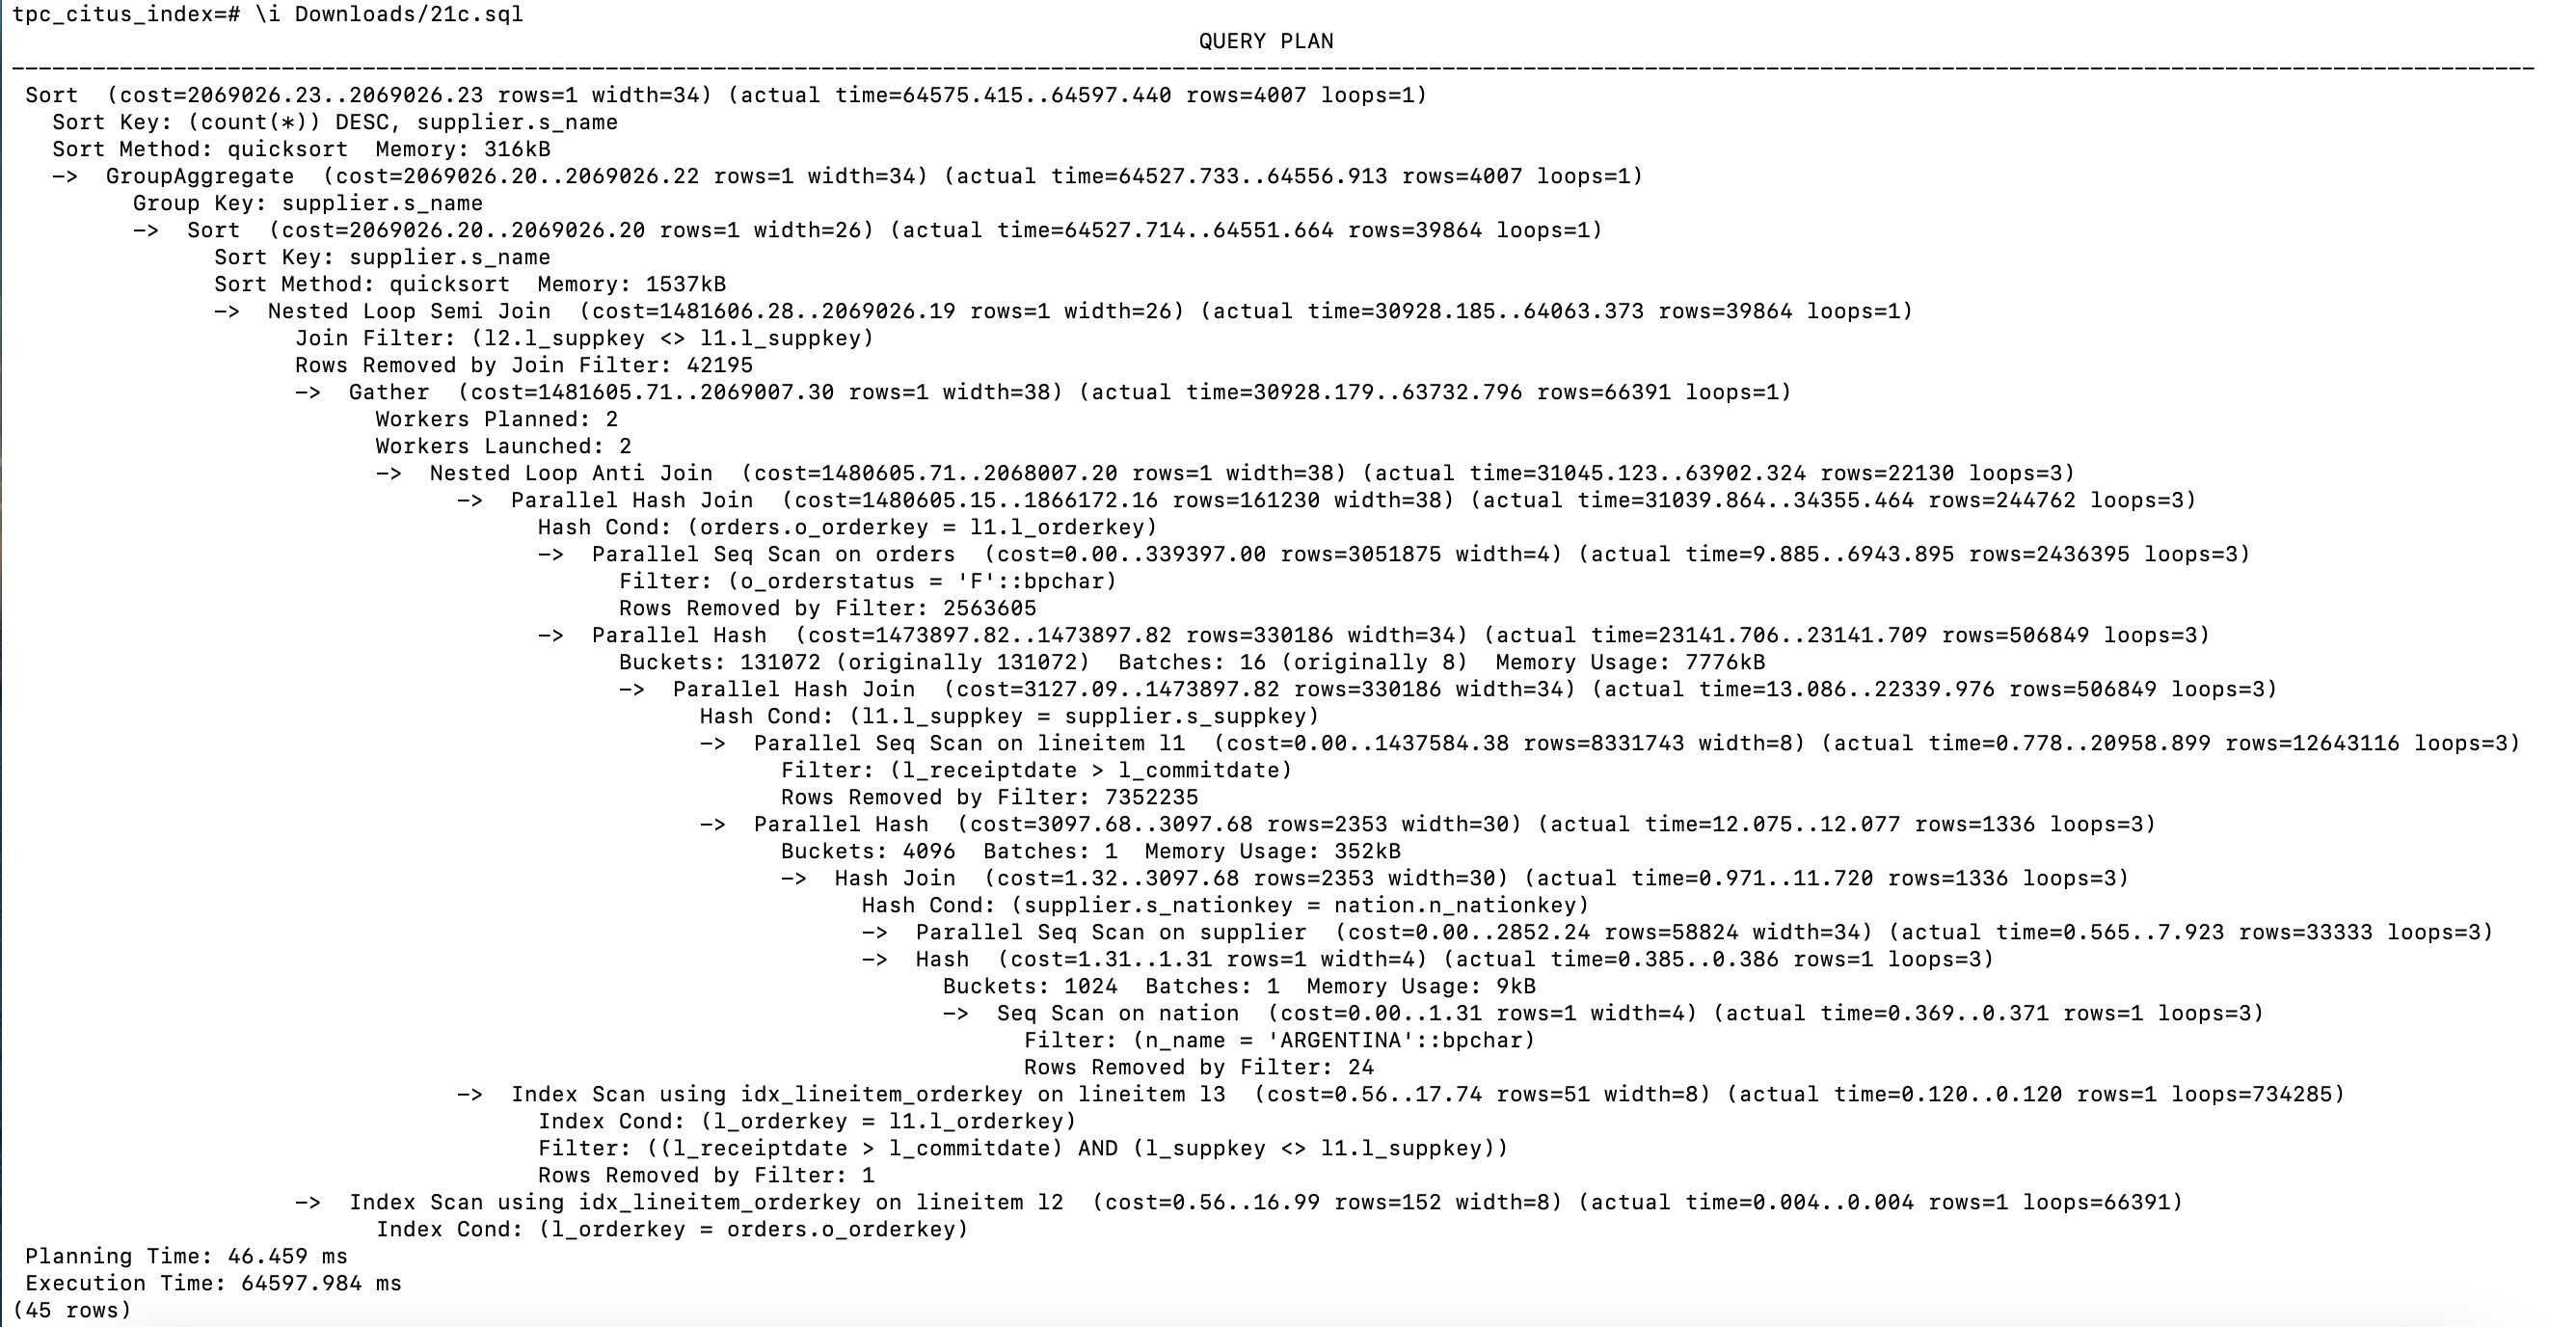 tpc_citus_index=# \i Downloads/21c.sql
QUERY PLAN
--------------------------------------------------------------------------------------------------------------------------------------------------------------------------------------------
Sort  (cost=2069026.23..2069026.23 rows=1 width=34) (actual time=64575.415..64597.440 rows=4007 loops=1)
  Sort Key: (count(*)) DESC, supplier.s_name
  Sort Method: quicksort  Memory: 316kB
  ->  GroupAggregate  (cost=2069026.20..2069026.22 rows=1 width=34) (actual time=64527.733..64556.913 rows=4007 loops=1)
        Group Key: supplier.s_name
        ->  Sort  (cost=2069026.20..2069026.20 rows=1 width=26) (actual time=64527.714..64551.664 rows=39864 loops=1)
              Sort Key: supplier.s_name
              Sort Method: quicksort  Memory: 1537kB
              ->  Nested Loop Semi Join  (cost=1481606.28..2069026.19 rows=1 width=26) (actual time=30928.185..64063.373 rows=39864 loops=1)
                    Join Filter: (l2.l_suppkey <> l1.l_suppkey)
                    Rows Removed by Join Filter: 42195
                    ->  Gather  (cost=1481605.71..2069007.30 rows=1 width=38) (actual time=30928.179..63732.796 rows=66391 loops=1)
                          Workers Planned: 2
                          Workers Launched: 2
                          ->  Nested Loop Anti Join  (cost=1480605.71..2068007.20 rows=1 width=38) (actual time=31045.123..63902.324 rows=22130 loops=3)
                                ->  Parallel Hash Join  (cost=1480605.15..1866172.16 rows=161230 width=38) (actual time=31039.864..34355.464 rows=244762 loops=3)
                                      Hash Cond: (orders.o_orderkey = l1.l_orderkey)
                                      ->  Parallel Seq Scan on orders  (cost=0.00..339397.00 rows=3051875 width=4) (actual time=9.885..6943.895 rows=2436395 loops=3)
                                            Filter: (o_orderstatus = 'F'::bpchar)
                                            Rows Removed by Filter: 2563605
                                      ->  Parallel Hash  (cost=1473897.82..1473897.82 rows=330186 width=34) (actual time=23141.706..23141.709 rows=506849 loops=3)
                                            Buckets: 131072 (originally 131072)  Batches: 16 (originally 8)  Memory Usage: 7776kB
                                            ->  Parallel Hash Join  (cost=3127.09..1473897.82 rows=330186 width=34) (actual time=13.086..22339.976 rows=506849 loops=3)
                                                  Hash Cond: (l1.l_suppkey = supplier.s_suppkey)
                                                  ->  Parallel Seq Scan on lineitem l1  (cost=0.00..1437584.38 rows=8331743 width=8) (actual time=0.778..20958.899 rows=12643116 loops=3)
                                                        Filter: (l_receiptdate > l_commitdate)
                                                        Rows Removed by Filter: 7352235
                                                  ->  Parallel Hash  (cost=3097.68..3097.68 rows=2353 width=30) (actual time=12.075..12.077 rows=1336 loops=3)
                                                        Buckets: 4096  Batches: 1  Memory Usage: 352kB
                                                        ->  Hash Join  (cost=1.32..3097.68 rows=2353 width=30) (actual time=0.971..11.720 rows=1336 loops=3)
                                                              Hash Cond: (supplier.s_nationkey = nation.n_nationkey)
                                                              ->  Parallel Seq Scan on supplier  (cost=0.00..2852.24 rows=58824 width=34) (actual time=0.565..7.923 rows=33333 loops=3)
                                                              ->  Hash  (cost=1.31..1.31 rows=1 width=4) (actual time=0.385..0.386 rows=1 loops=3)
                                                                    Buckets: 1024  Batches: 1  Memory Usage: 9kB
                                                                    ->  Seq Scan on nation  (cost=0.00..1.31 rows=1 width=4) (actual time=0.369..0.371 rows=1 loops=3)
                                                                          Filter: (n_name = 'ARGENTINA'::bpchar)
                                                                          Rows Removed by Filter: 24
                                ->  Index Scan using idx_lineitem_orderkey on lineitem l3  (cost=0.56..17.74 rows=51 width=8) (actual time=0.120..0.120 rows=1 loops=734285)
                                      Index Cond: (l_orderkey = l1.l_orderkey)
                                      Filter: ((l_receiptdate > l_commitdate) AND (l_suppkey <> l1.l_suppkey))
                                      Rows Removed by Filter: 1
                    ->  Index Scan using idx_lineitem_orderkey on lineitem l2  (cost=0.56..16.99 rows=152 width=8) (actual time=0.004..0.004 rows=1 loops=66391)
                          Index Cond: (l_orderkey = orders.o_orderkey)
Planning Time: 46.459 ms
Execution Time: 64597.984 ms
(45 rows)